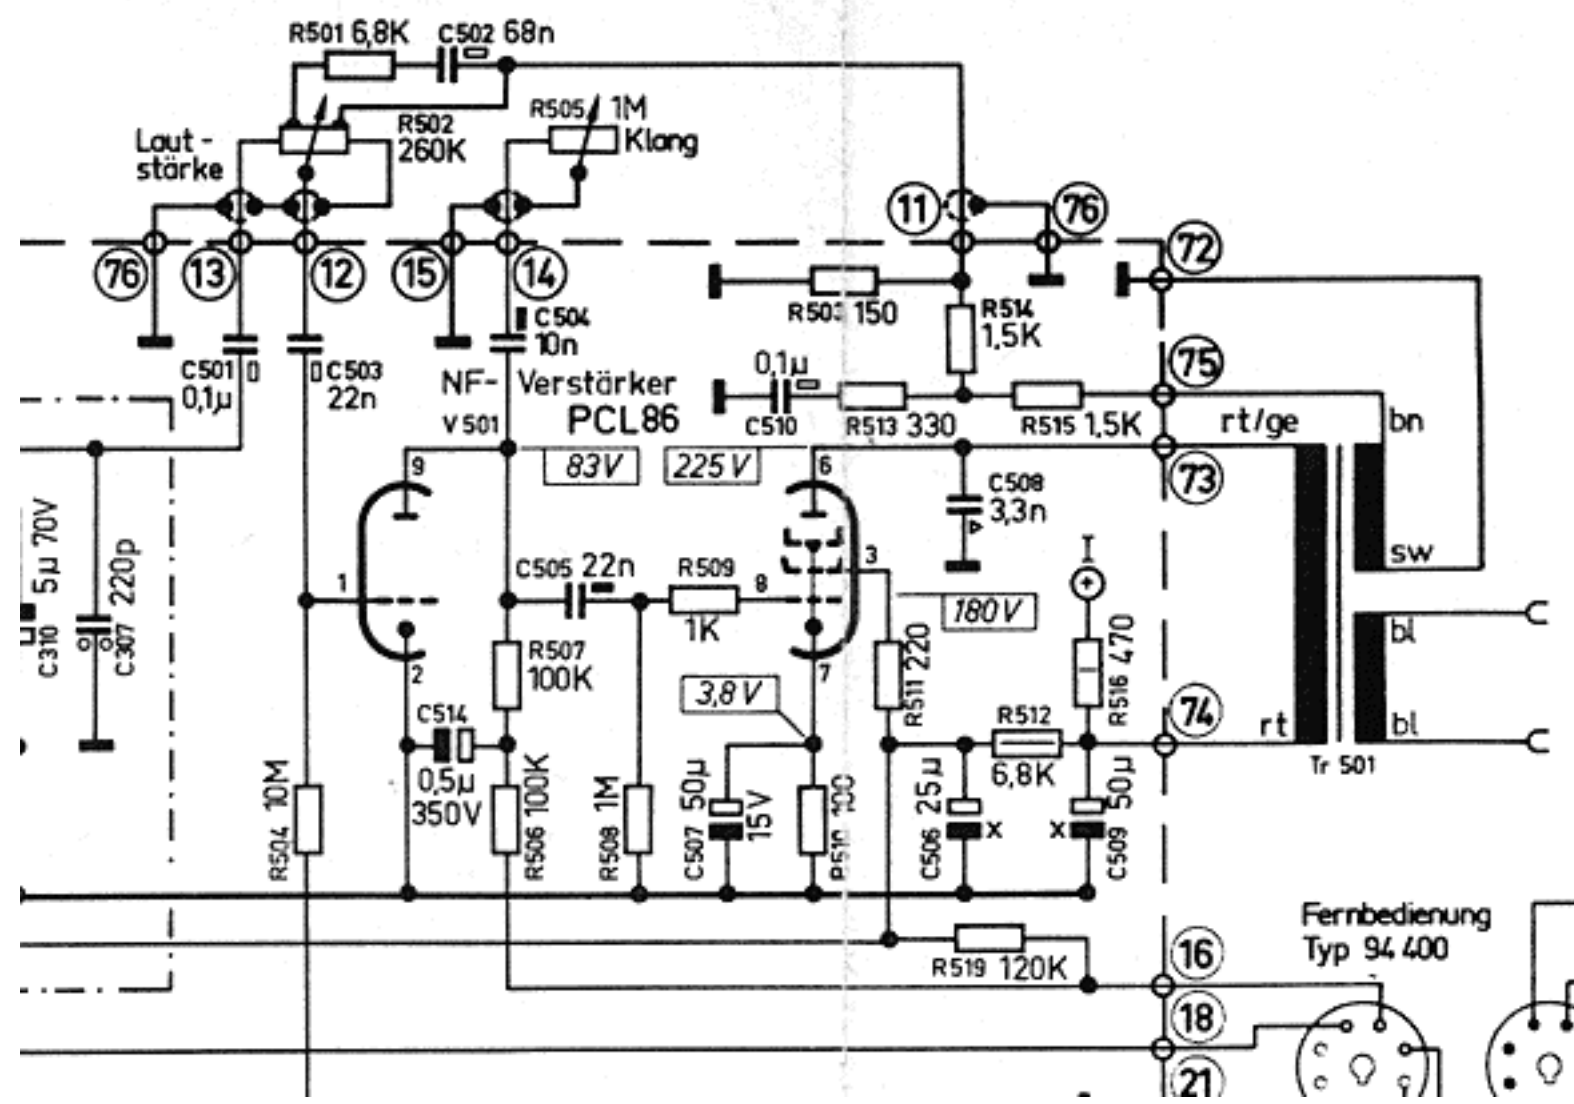 R501 6,8K C502 68n
R505 1M
Klang
R502
260K
Laut-
stärke
11
76
72
76
13
12
15
14
C504
10n
R503 150
R514
1,5K
C501
0,1µ
C503
22n
NF- Verstärker
V501 PCL86
0,1µ
C510
R513 330
R515 1,5K
75
rt/ge
bn
73
83V
225V
9
6
C508
3,3n
I
sw
C310 5µ 70V
C307 220p
1
C505 22n
R509
1K
8
3
180V
bl
2
R507
100K
7
3,8V
R511 220
R516 470
74
C514
0,5µ
350V
R512
6,8K
rt
bl
Tr 501
R504 10M
R506 100K
R508 1M
C507 50µ
15V
R510 100
C506 25µ
x
x
C509 50µ
R519 120K
16
Fernbedienung
Typ 94 400
18
21